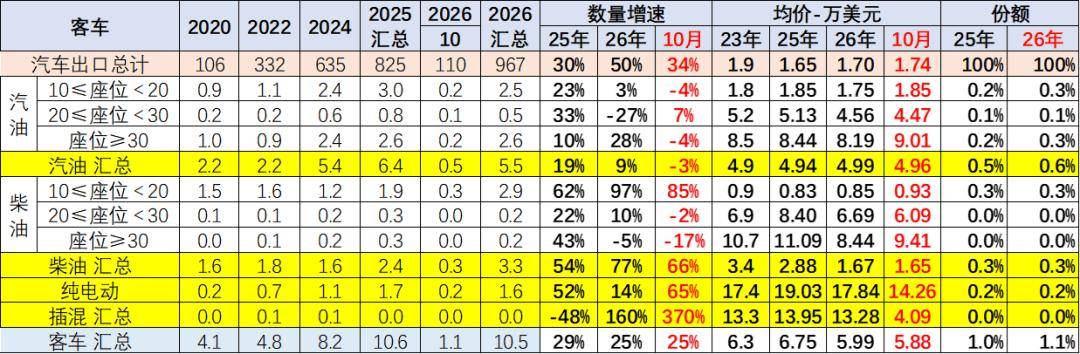 客车 2020 2022 2024 2025 汇总 2026 10 2026 汇总 数量增速 均价-万美元 份额
25年 26年 10月 23年 25年 26年 10月 25年 26年
汽车出口总计 106 332 635 825 110 967 30% 50% 34% 1.9 1.65 1.70 1.74 100% 100%
汽油 10≤座位<20 0.9 1.1 2.4 3.0 0.2 2.5 23% 3% -4% 1.8 1.85 1.75 1.85 0.2% 0.3%
20≤座位<30 0.2 0.2 0.6 0.8 0.1 0.5 33% -27% 7% 5.2 5.13 4.56 4.47 0.1% 0.1%
座位≥30 1.0 0.9 2.4 2.6 0.2 2.6 10% 28% -4% 8.5 8.44 8.19 9.01 0.2% 0.3%
汽油 汇总 2.2 2.2 5.4 6.4 0.5 5.5 19% 9% -3% 4.9 4.94 4.99 4.96 0.5% 0.6%
柴油 10≤座位<20 1.5 1.6 1.2 1.9 0.3 2.9 62% 97% 85% 0.9 0.83 0.85 0.93 0.3% 0.3%
20≤座位<30 0.1 0.1 0.2 0.3 0.0 0.2 22% 10% -2% 6.9 8.40 6.69 6.09 0.0% 0.0%
座位≥30 0.0 0.1 0.2 0.3 0.0 0.2 43% -5% -17% 10.7 11.09 8.44 9.41 0.0% 0.0%
柴油 汇总 1.6 1.8 1.6 2.4 0.3 3.3 54% 77% 66% 3.4 2.88 1.67 1.65 0.3% 0.3%
纯电动 0.2 0.7 1.1 1.7 0.2 1.6 52% 14% 65% 17.4 19.03 17.84 14.26 0.2% 0.2%
插混 汇总 0.0 0.1 0.1 0.0 0.0 0.0 -48% 160% 370% 13.3 13.95 13.28 4.09 0.0% 0.0%
客车 汇总 4.1 4.8 8.2 10.6 1.1 10.5 29% 25% 25% 6.3 6.75 5.99 5.88 1.0% 1.1%